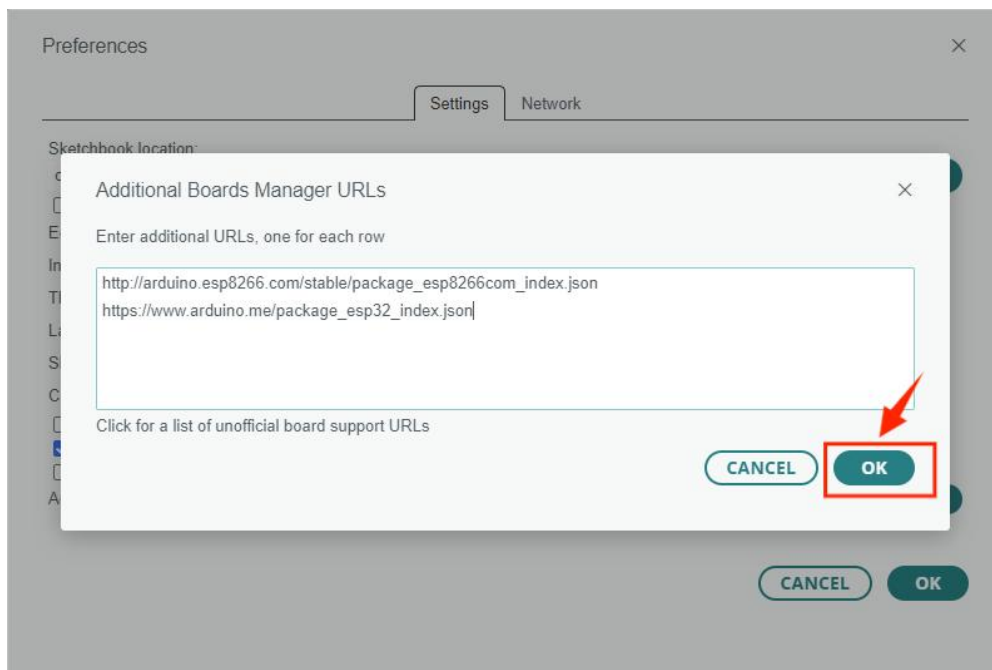 Preferences
Settings Network
Sketchbook location:
Additional Boards Manager URLs
Enter additional URLs, one for each row
http://arduino.esp8266.com/stable/package_esp8266com_index.json
https://www.arduino.me/package_esp32_index.json
Click for a list of unofficial board support URLs
CANCEL OK
CANCEL OK